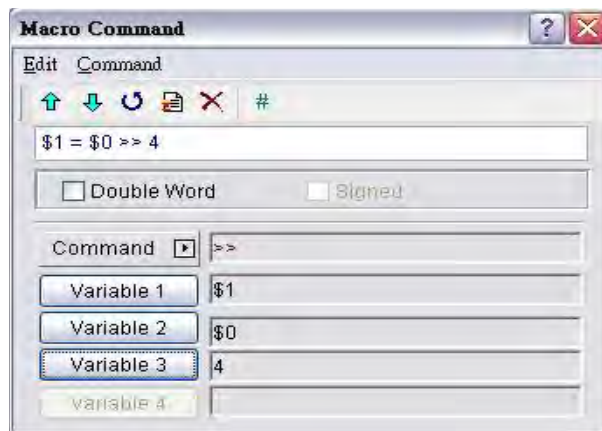 Macro Command
Edit Command
#
$1 = $0 >> 4
Double Word Signed
Command >>
Variable 1 $1
Variable 2 $0
Variable 3 4
Variable 4